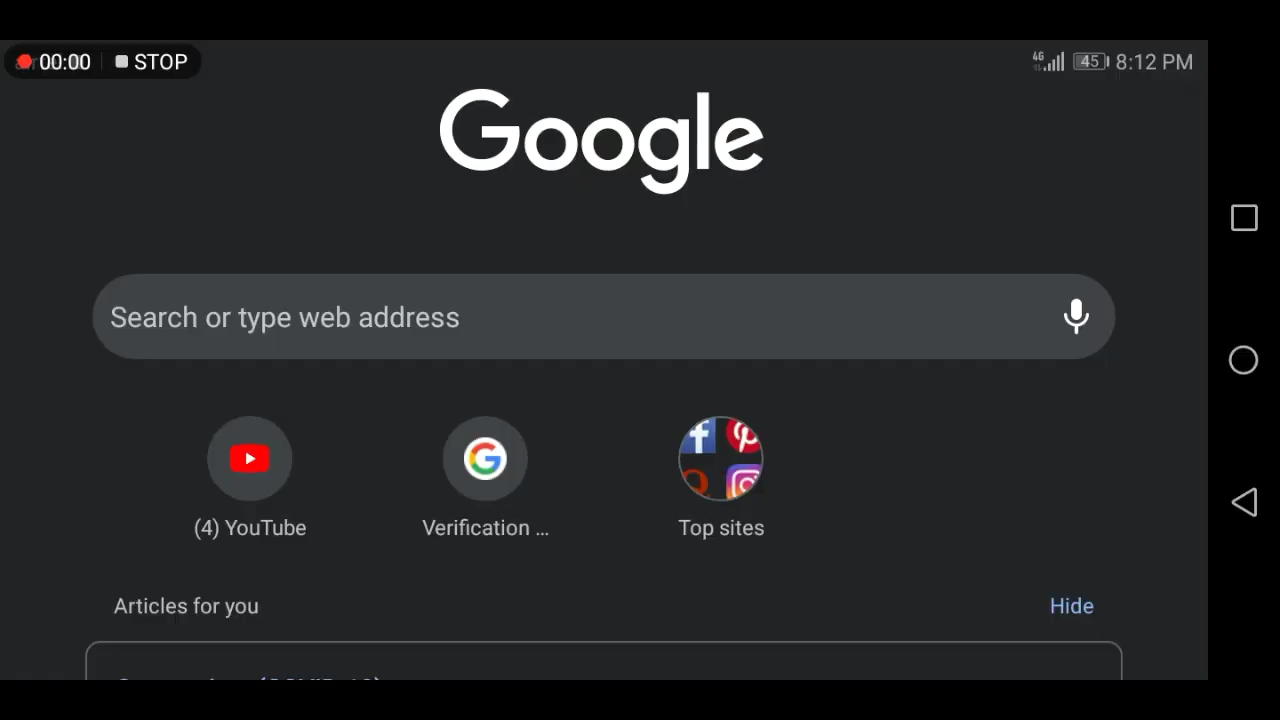 00:00 STOP
4G 45 8:12 PM
Google
Search or type web address
(4) YouTube
Verification ...
Top sites
Articles for you
Hide